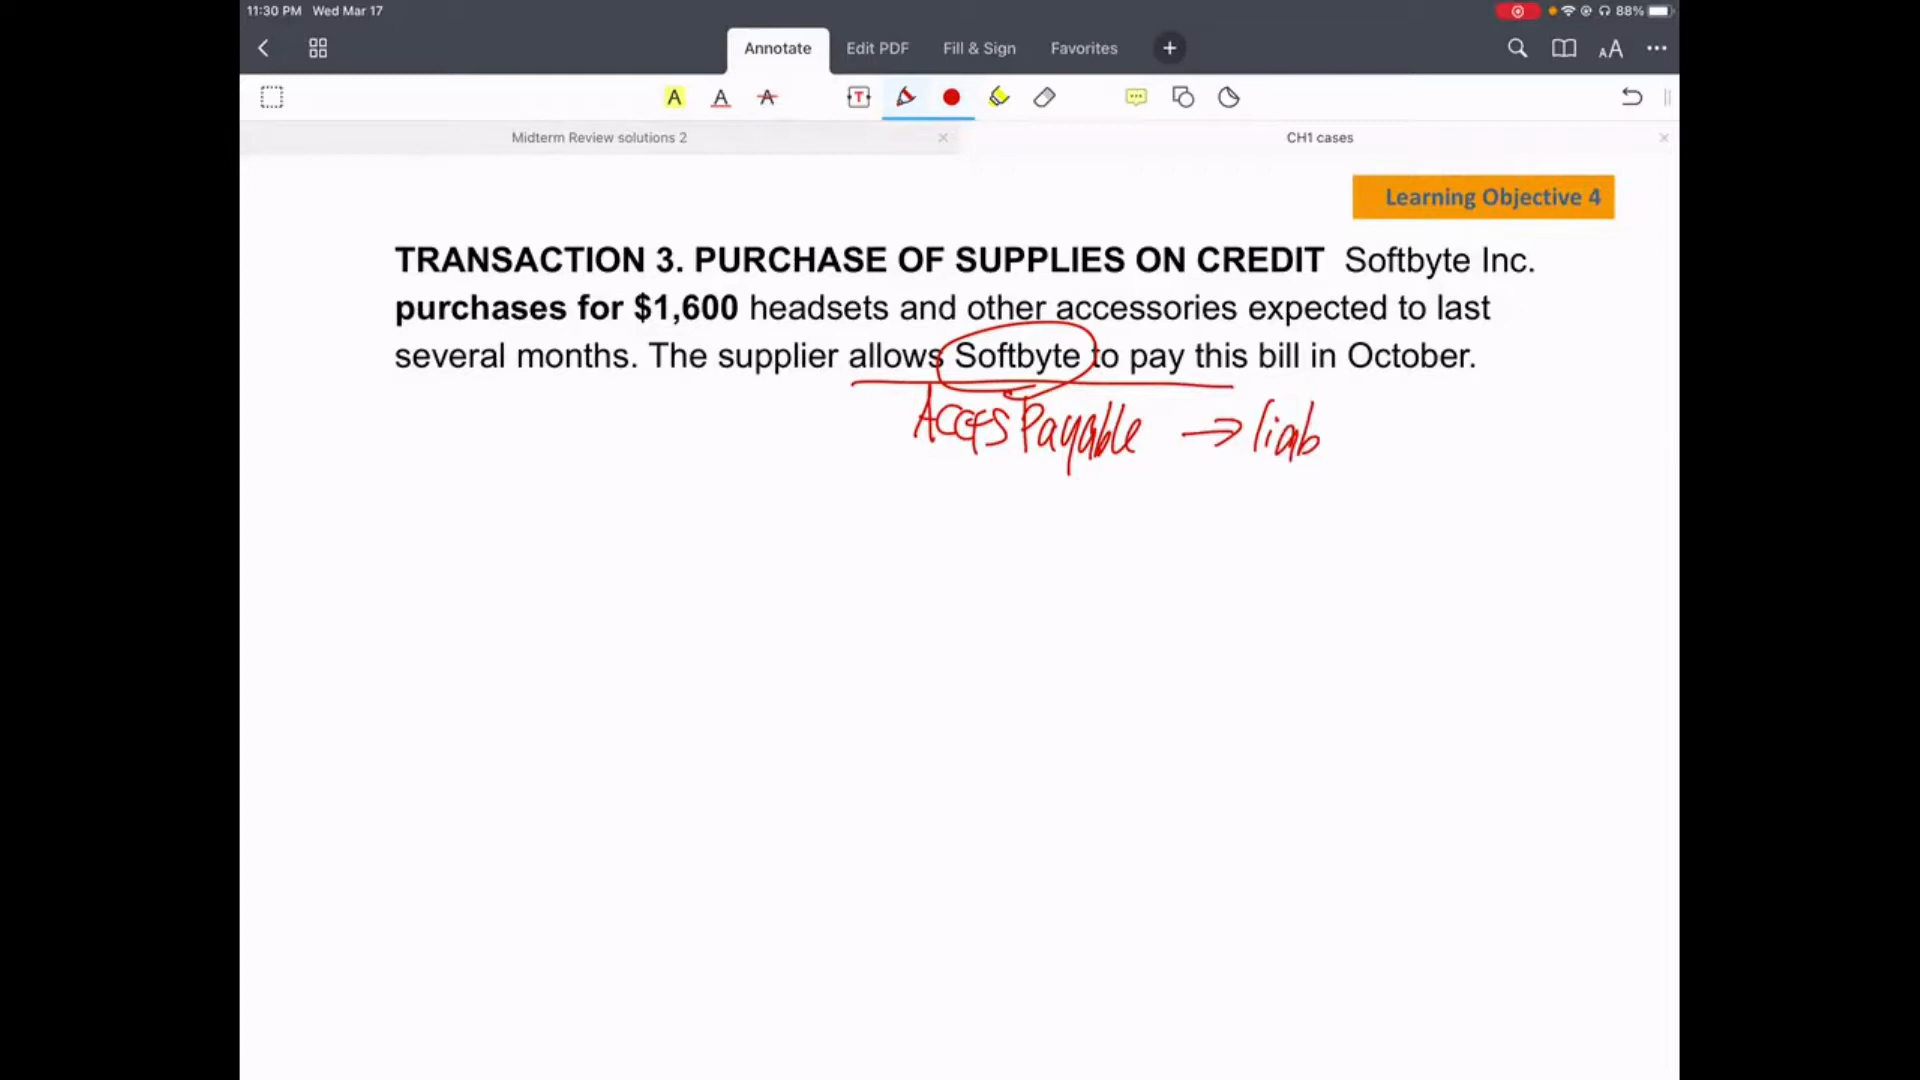 11:30 PM Wed Mar 17
88%
Annotate Edit PDF Fill & Sign Favorites
Midterm Review solutions 2
CH1 cases
Learning Objective 4
TRANSACTION 3. PURCHASE OF SUPPLIES ON CREDIT Softbyte Inc.
purchases for $1,600 headsets and other accessories expected to last
several months. The supplier allows Softbyte to pay this bill in October.
Payable → liab